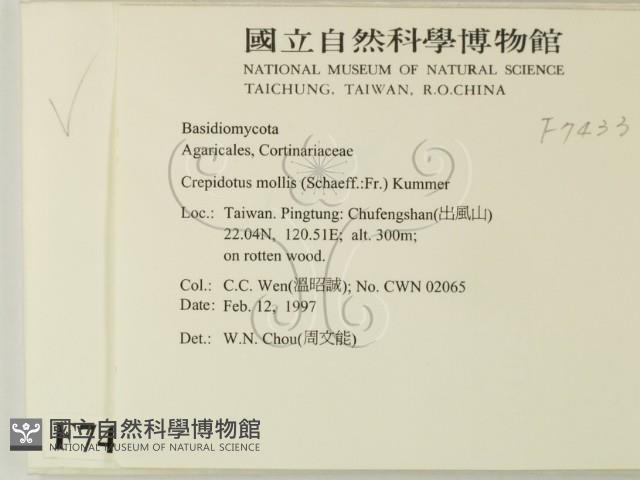 國立自然科學博物館
NATIONAL MUSEUM OF NATURAL SCIENCE
TAICHUNG, TAIWAN, R.O.CHINA
F7433
Basidiomycota
Agaricales, Cortinariaceae
Crepidotus mollis (Schaeff.:Fr.) Kummer
Loc.: Taiwan. Pingtung: Chufengshan(出風山)
22.04N, 120.51E; alt. 300m;
on rotten wood.
Col.: C.C. Wen(溫昭誠); No. CWN 02065
Date: Feb. 12, 1997
Det.: W.N. Chou(周文能)
F74
國立自然科學博物館
NATIONAL MUSEUM OF NATURAL SCIENCE